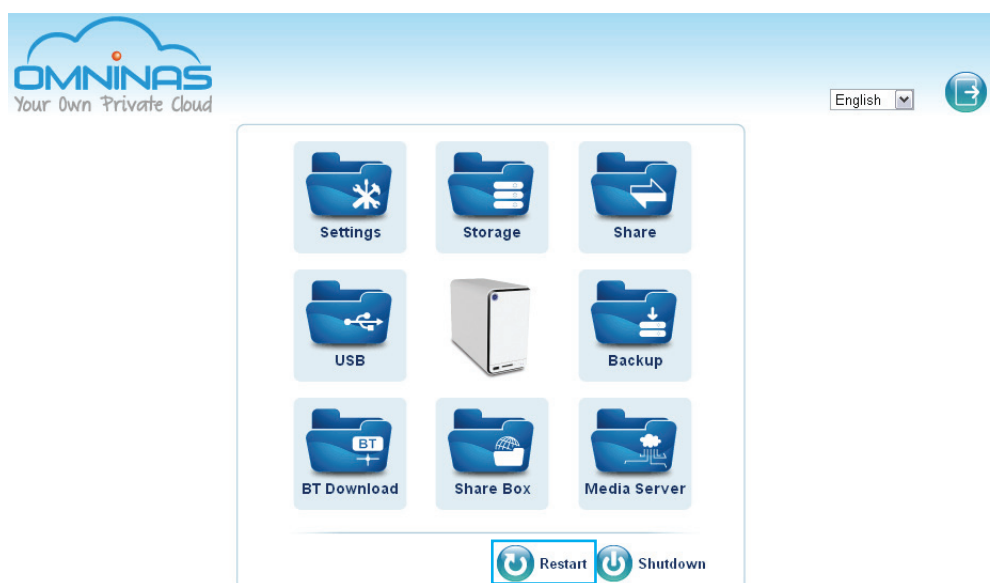 OMNINAS
Your Own Private Cloud
English
Settings Storage Share
USB Backup
BT
BT Download Share Box Media Server
Restart Shutdown